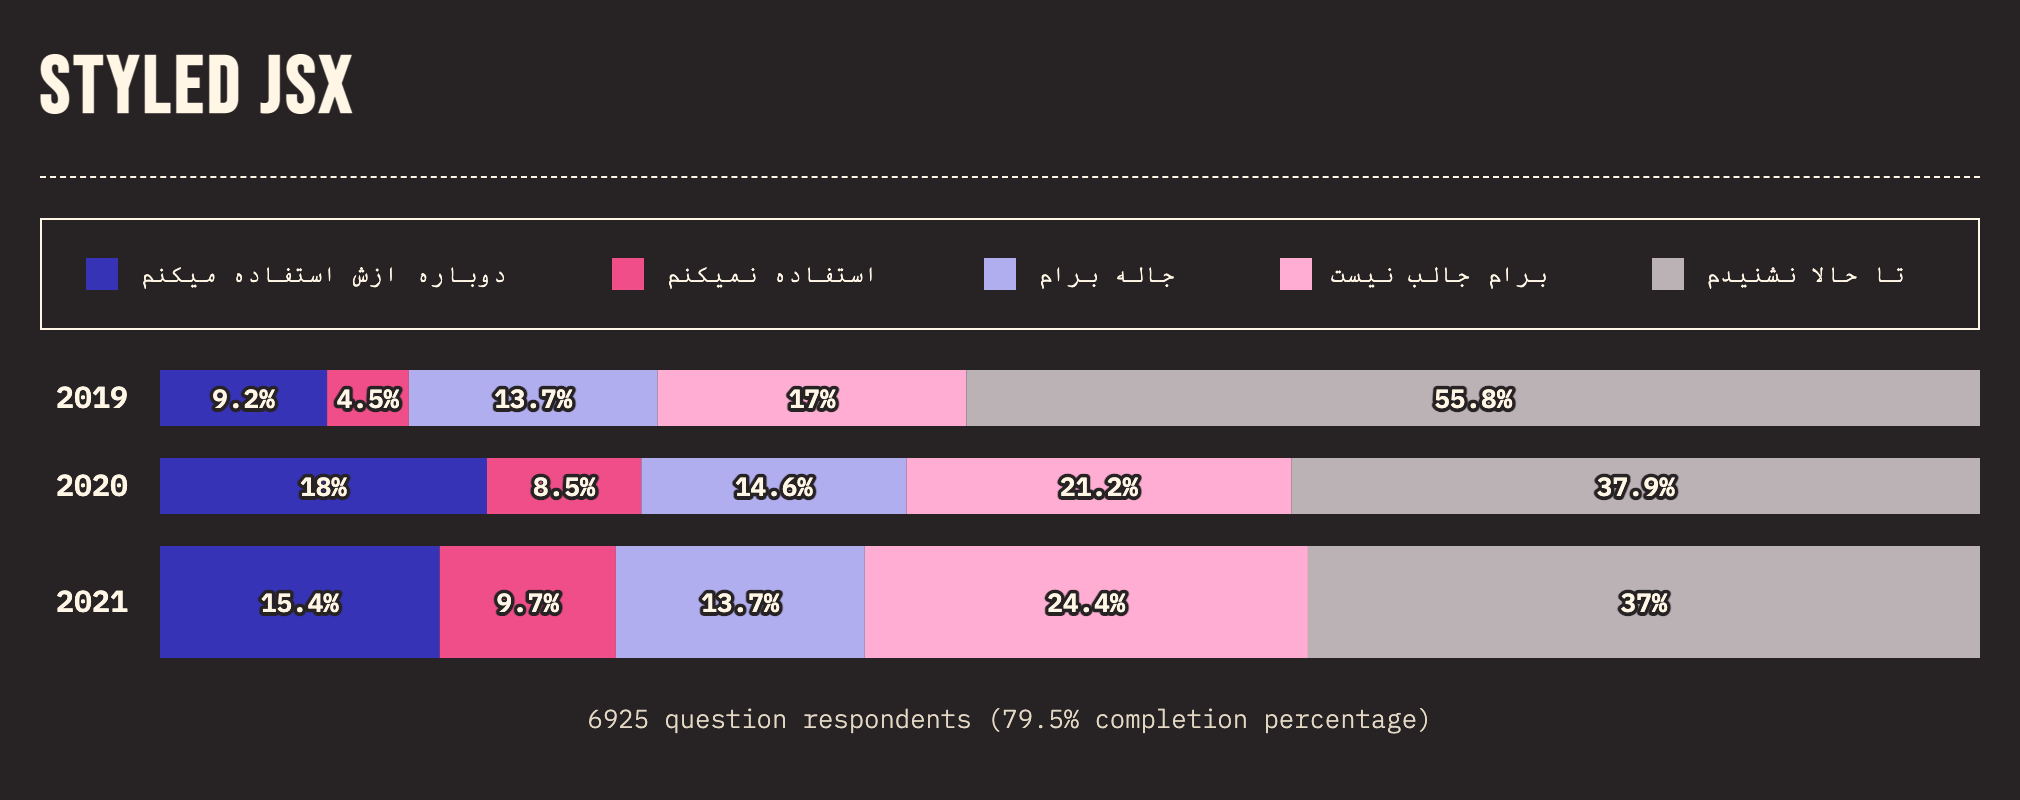 STYLED JSX
دوباره ازش استفاده میکنم
استفاده نمیکنم
جاله برام
برام جالب نیست
تا حالا نشنیدم
2019 9.2% 4.5% 13.7% 17% 55.8%
2020 18% 8.5% 14.6% 21.2% 37.9%
2021 15.4% 9.7% 13.7% 24.4% 37%
6925 question respondents (79.5% completion percentage)